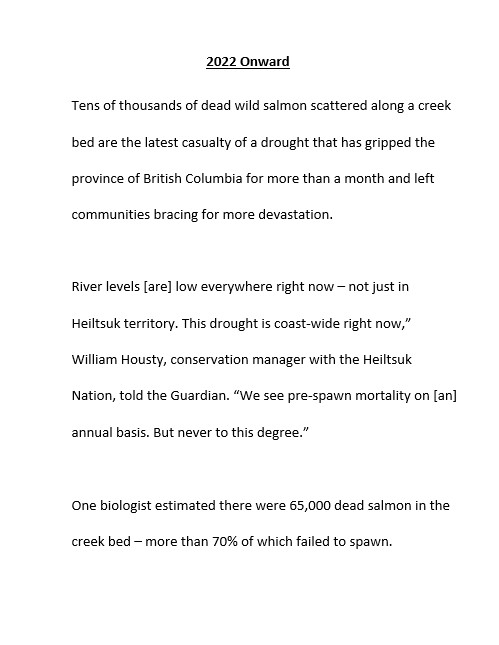 2022 Onward
Tens of thousands of dead wild salmon scattered along a creek
bed are the latest casualty of a drought that has gripped the
province of British Columbia for more than a month and left
communities bracing for more devastation.
River levels [are] low everywhere right now – not just in
Heiltsuk territory. This drought is coast-wide right now,”
William Housty, conservation manager with the Heiltsuk
Nation, told the Guardian. “We see pre-spawn mortality on [an]
annual basis. But never to this degree.”
One biologist estimated there were 65,000 dead salmon in the
creek bed – more than 70% of which failed to spawn.